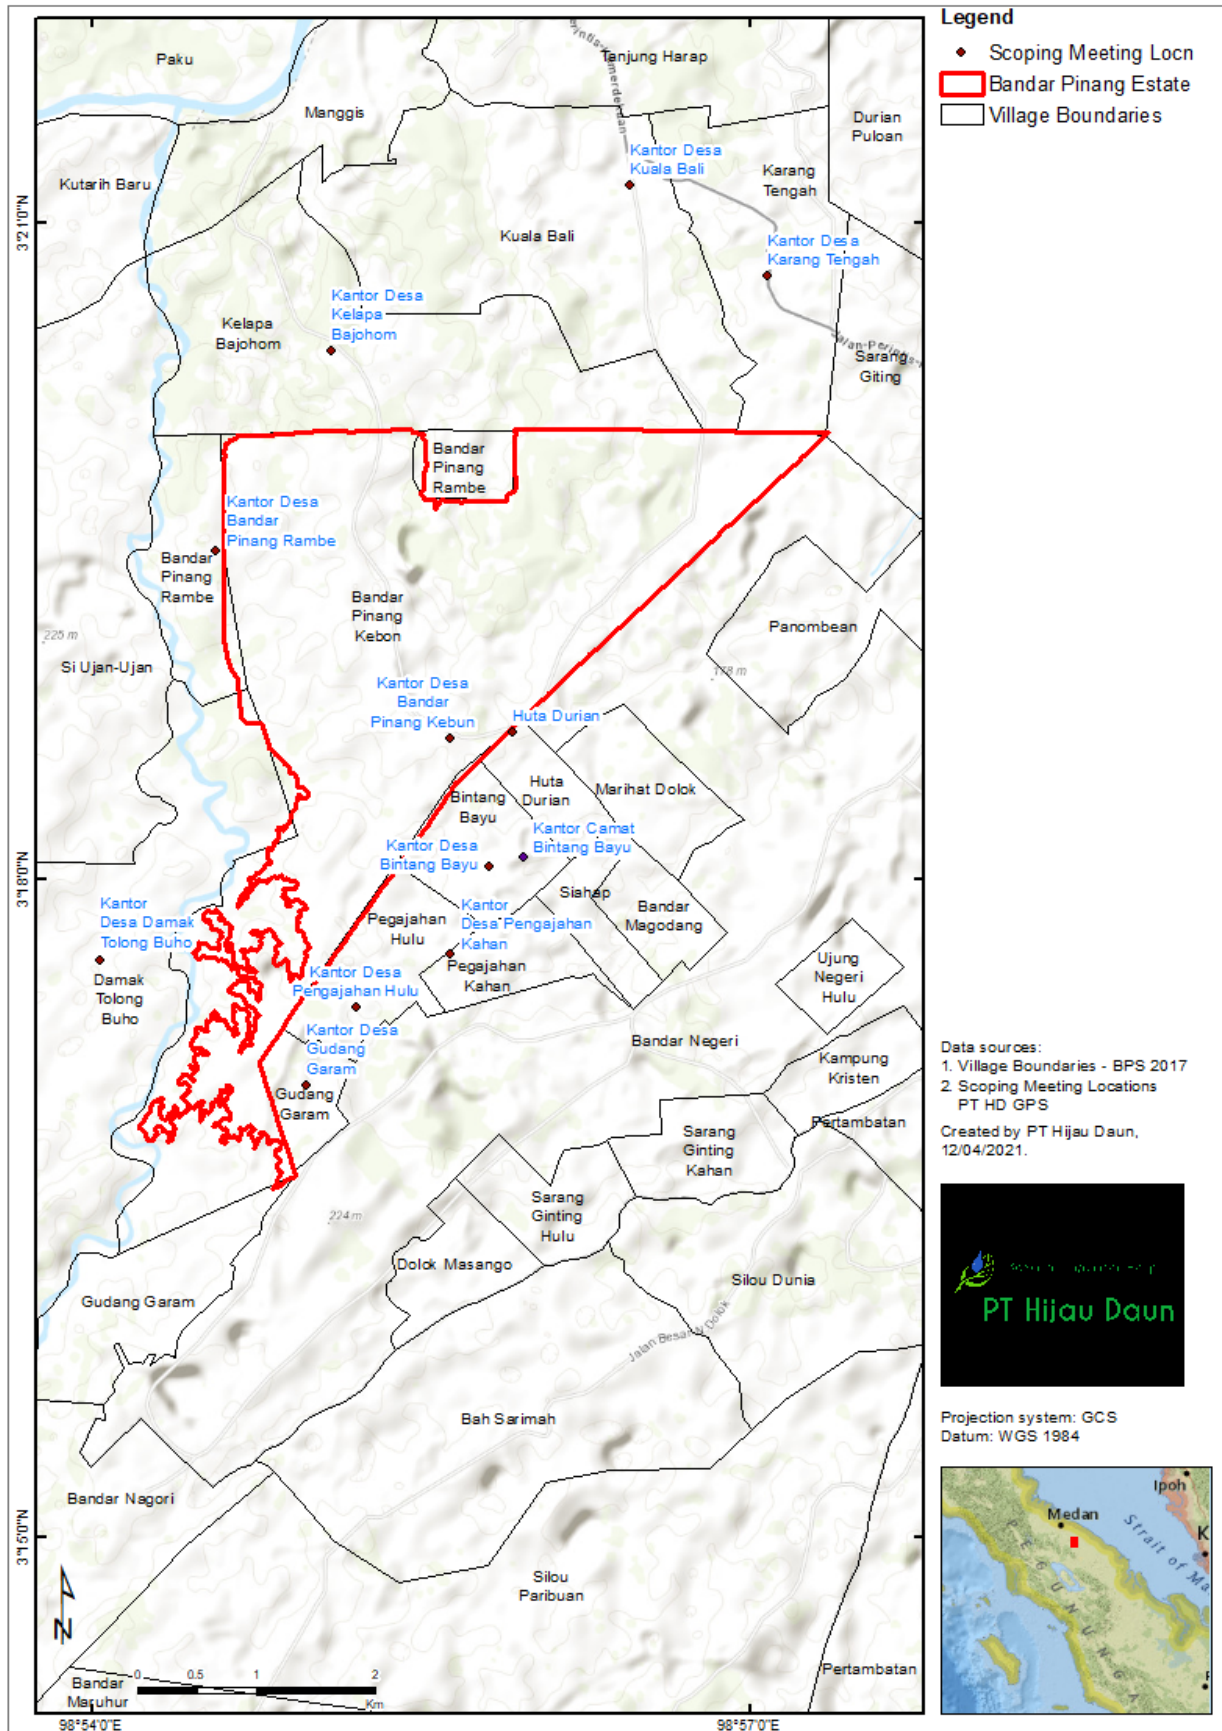 Legend
Scoping Meeting Locn
Bandar Pinang Estate
Village Boundaries
Paku
Tanjung Harap
Manggis
Durian
Puloan
Kantor Desa
Kuala Bali
Karang
Tengah
Kutarih Baru
3°21'0"N
Kuala Bali
Kantor Desa
Karang Tengah
Kantor Desa
Kelapa
Bajohom
Kelapa
Bajohom
Sarang
Giting
Bandar
Pinang
Rambe
Kantor Desa
Bandar
Pinang Rambe
Bandar
Pinang
Rambe
Bandar
Pinang
Kebon
225 m
Si Ujan-Ujan
Panombean
178 m
Kantor Desa
Bandar
Pinang Kebun
Huta Durian
Huta
Durian
Marihat Dolok
Bintang
Bayu
Kantor Camat
Bintang Bayu
Kantor Desa
Bintang Bayu
3°18'0"N
Siahap
Bandar
Magodang
Kantor
Desa Damak
Tolong Buho
Pegajahan
Hulu
Kantor
Desa Pengajahan
Kahan
Pegajahan
Kahan
Ujung
Negeri
Hulu
Damak
Tolong
Buho
Kantor Desa
Pengajahan Hulu
Kantor Desa
Gudang
Garam
Bandar Negeri
Kampung
Kristen
Gudang
Garam
Pertambatan
Sarang
Ginting
Kahan
Sarang
Ginting
Hulu
224 m
Dolok Masango
Silou Dunia
Gudang Garam
Jalan Besar N Dolok
Bah Sarimah
Bandar Nagori
3°15'0"N
Silou
Paribuan
N
Bandar
Maruhur
Pertambatan
0 0.5 1 2
Km
98°54'0"E
98°57'0"E
Data sources:
1. Village Boundaries - BPS 2017
2. Scoping Meeting Locations
PT HD GPS
Created by PT Hijau Daun,
12/04/2021.
PT Hijau Daun
Projection system: GCS
Datum: WGS 1984
Ipoh
Medan
Strait of Ma
K
PEGUNUNGA